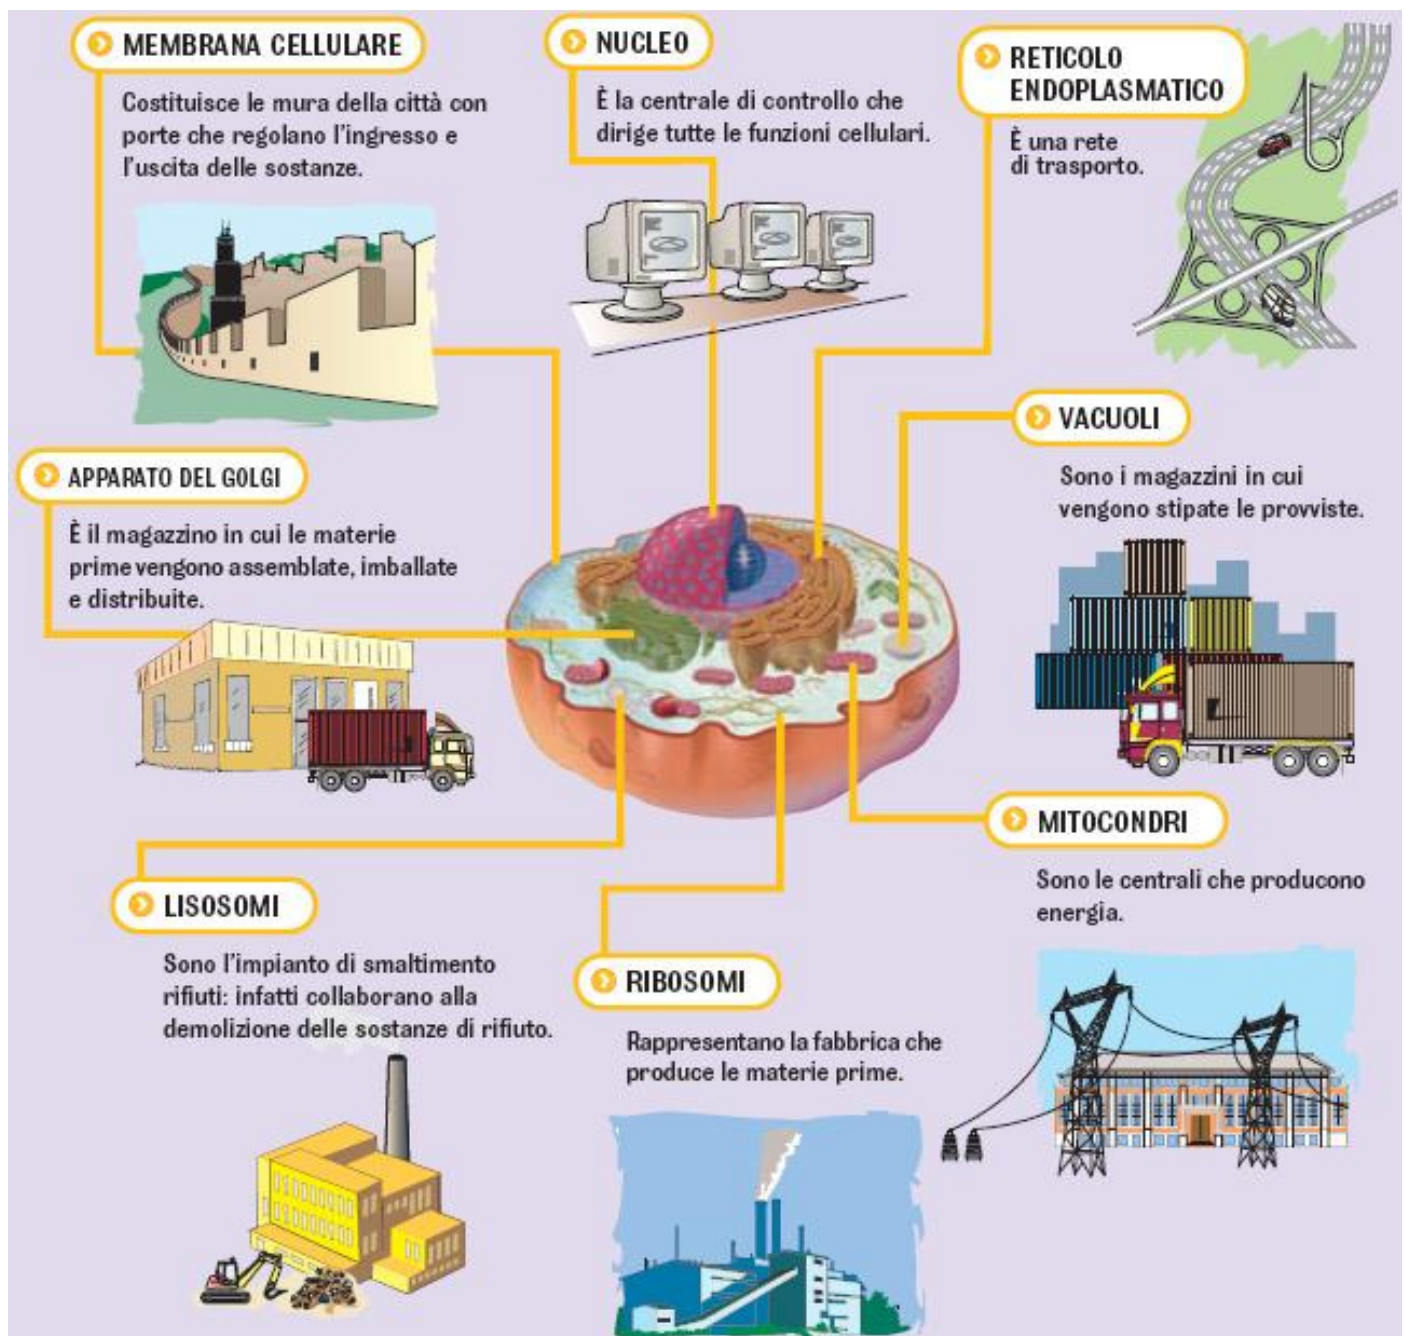 MEMBRANA CELLULARE
Costituisce le mura della città con
porte che regolano l'ingresso e
l'uscita delle sostanze.
NUCLEO
È la centrale di controllo che
dirige tutte le funzioni cellulari.
RETICOLO
ENDOPLASMATICO
È una rete
di trasporto.
VACUOLI
Sono i magazzini in cui
vengono stipate le provviste.
APPARATO DEL GOLGI
È il magazzino in cui le materie
prime vengono assemblate, imballate
e distribuite.
MITOCONDRI
Sono le centrali che producono
energia.
LISOSOMI
Sono l'impianto di smaltimento
rifiuti: infatti collaborano alla
demolizione delle sostanze di rifiuto.
RIBOSOMI
Rappresentano la fabbrica che
produce le materie prime.